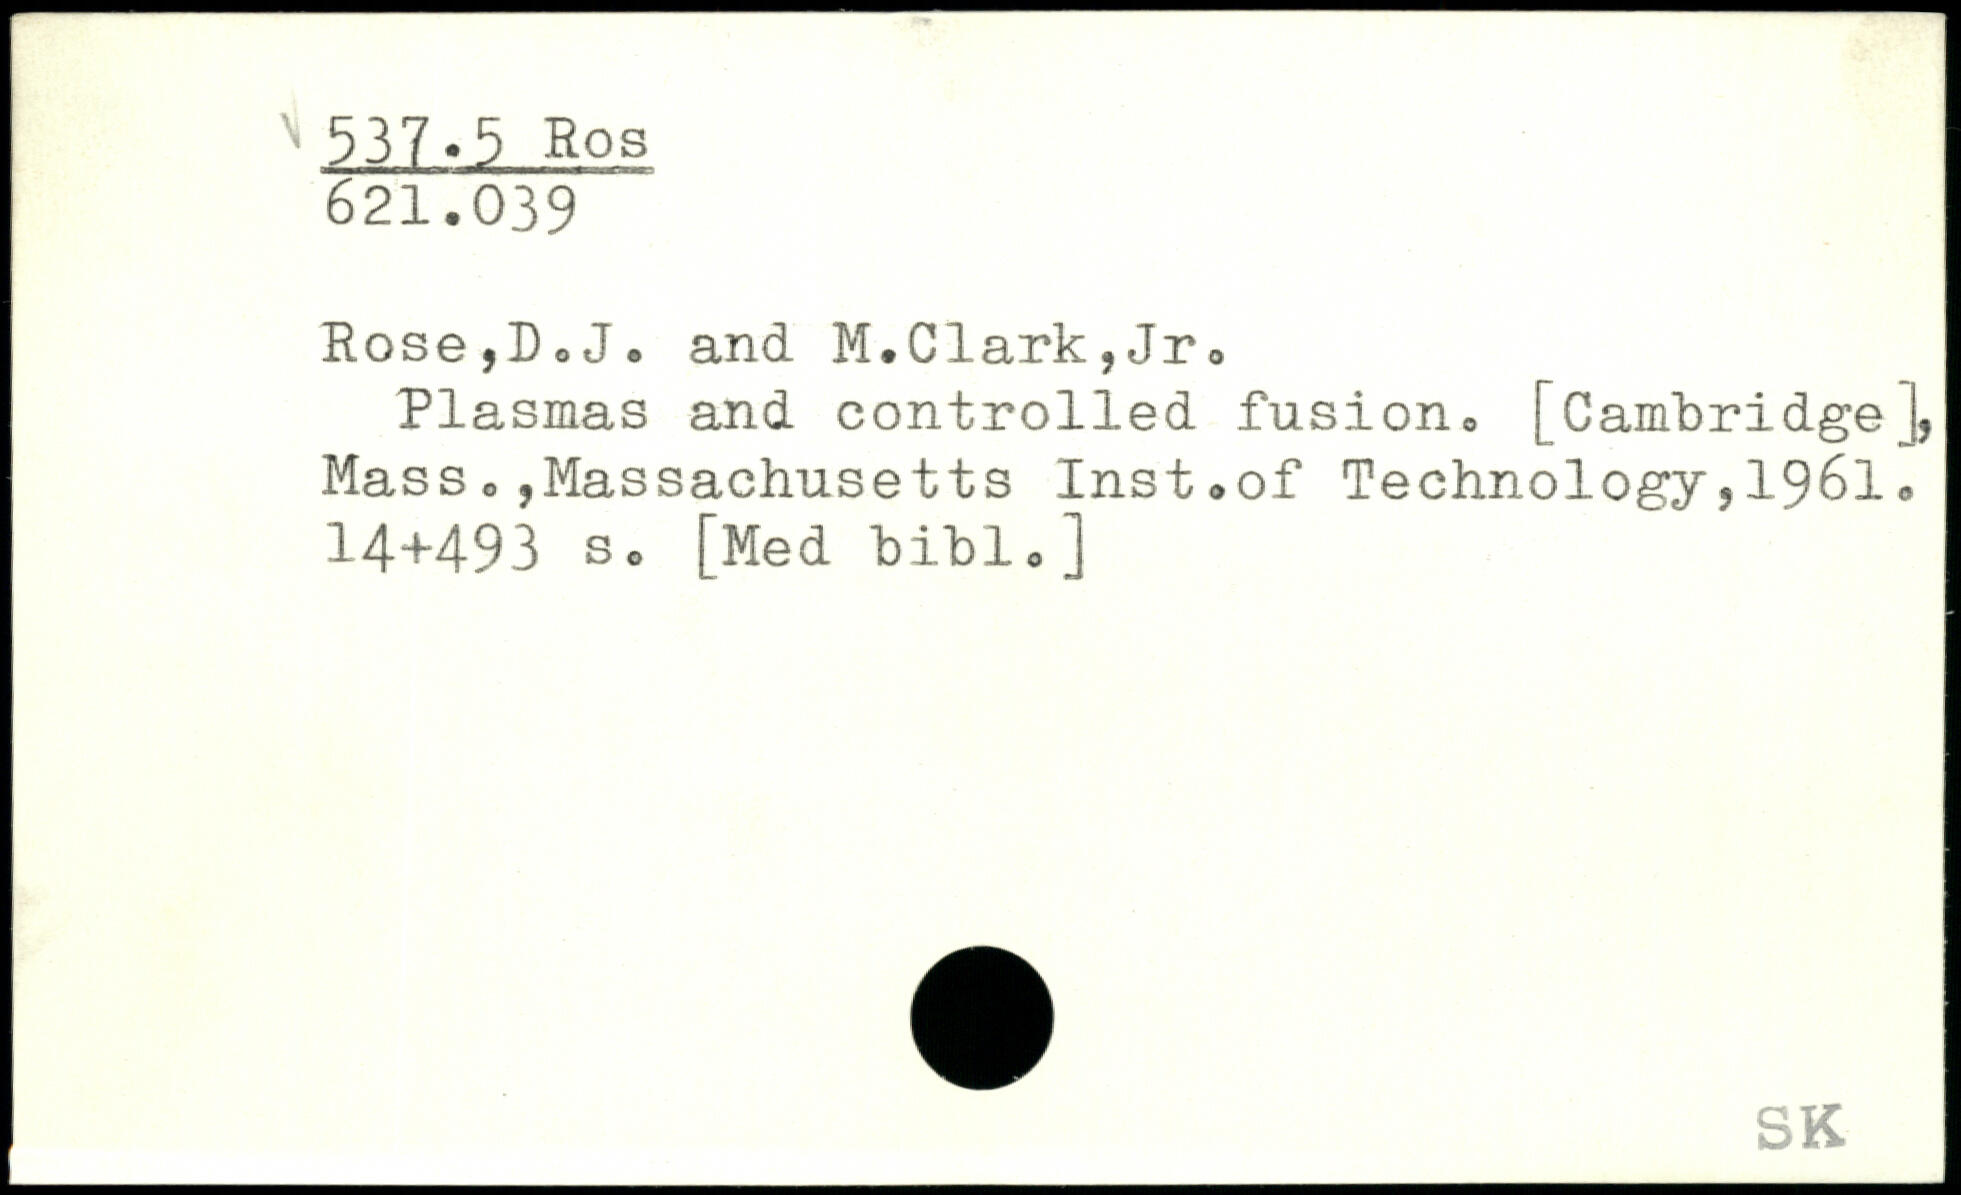 537.5 Ros
621.039
Rose,D.J. and M.Clark,Jr.
Plasmas and controlled fusion. [Cambridge],
Mass.,Massachusetts Inst.of Technology,1961.
14+493 s. [Med bibl.]
SK